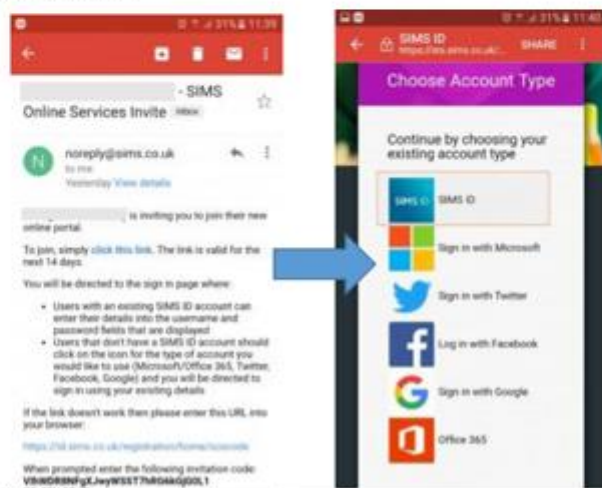 31% 11:39
- SIMS
Online Services Invite Inbox
N
noreply@sims.co.uk
to me
Yesterday View details
is inviting you to join their new
online portal.
To join, simply click this link. The link is valid for the
next 14 days.
You will be directed to the sign in page where:
• Users with an existing SIMS ID account can
enter their details into the username and
password fields that are displayed
• Users that don't have a SIMS ID account should
click on the icon for the type of account you
would like to use (Microsoft/Office 365, Twitter,
Facebook, Google) and you will be directed to
sign in using your existing details
If the link doesn't work then please enter this URL into
your browser:
When prompted enter the following invitation code:
31% 11:40
SIMS ID
SHARE
Choose Account Type
Continue by choosing your
existing account type
SIMS ID SIMS ID
Sign in with Microsoft
Sign in with Twitter
Log in with Facebook
Sign in with Google
Office 365